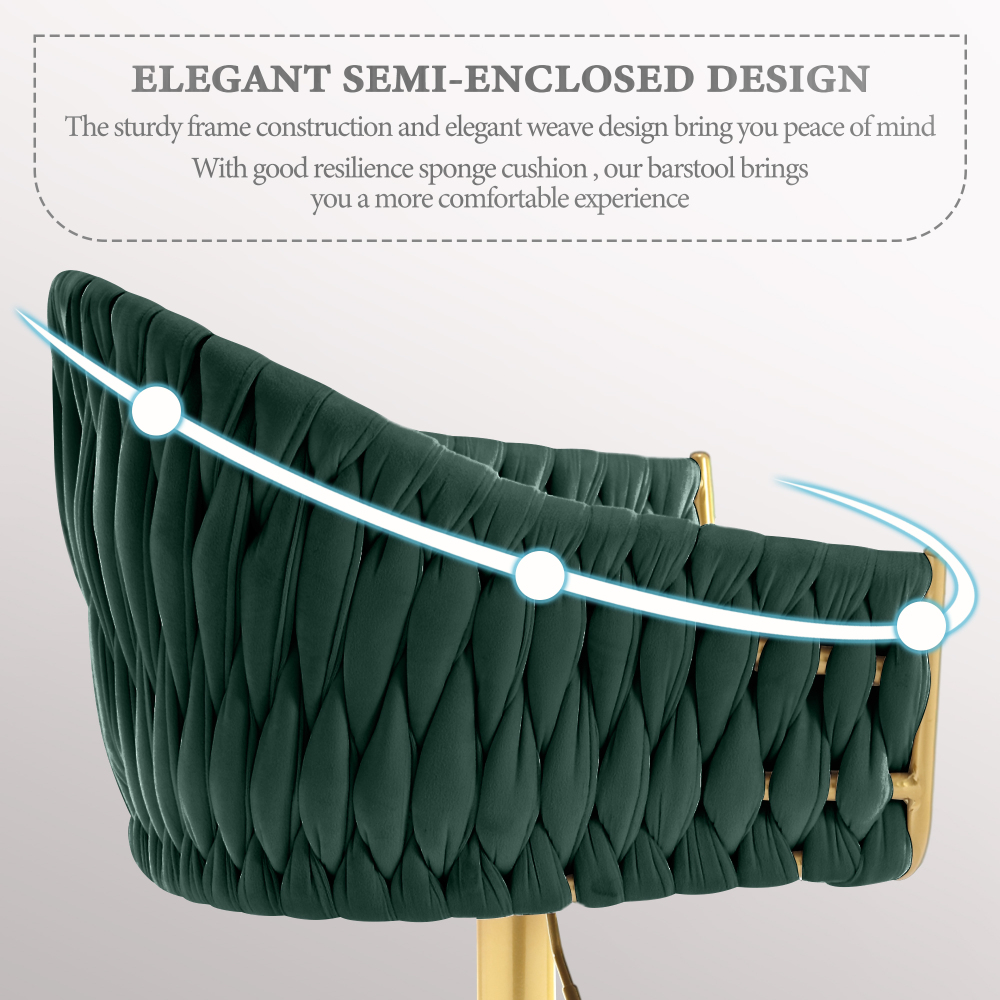 ELEGANT SEMI-ENCLOSED DESIGN
The sturdy frame construction and elegant weave design bring you peace of mind
With good resilience sponge cushion , our barstool brings
you a more comfortable experience